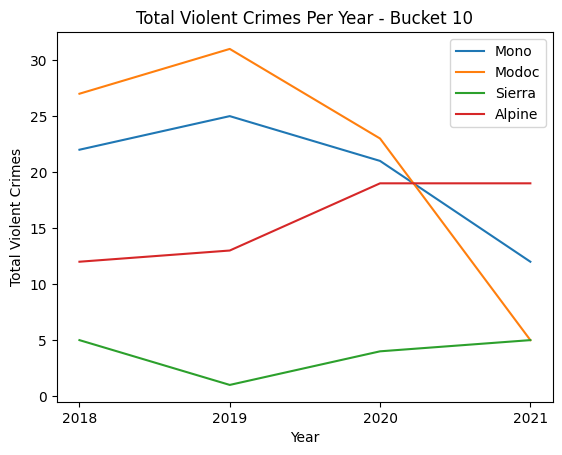 Total Violent Crimes Per Year - Bucket 10
Mono
Modoc
Sierra
Alpine
Total Violent Crimes
30
25
20
15
10
5
0
2018 2019 2020 2021
Year